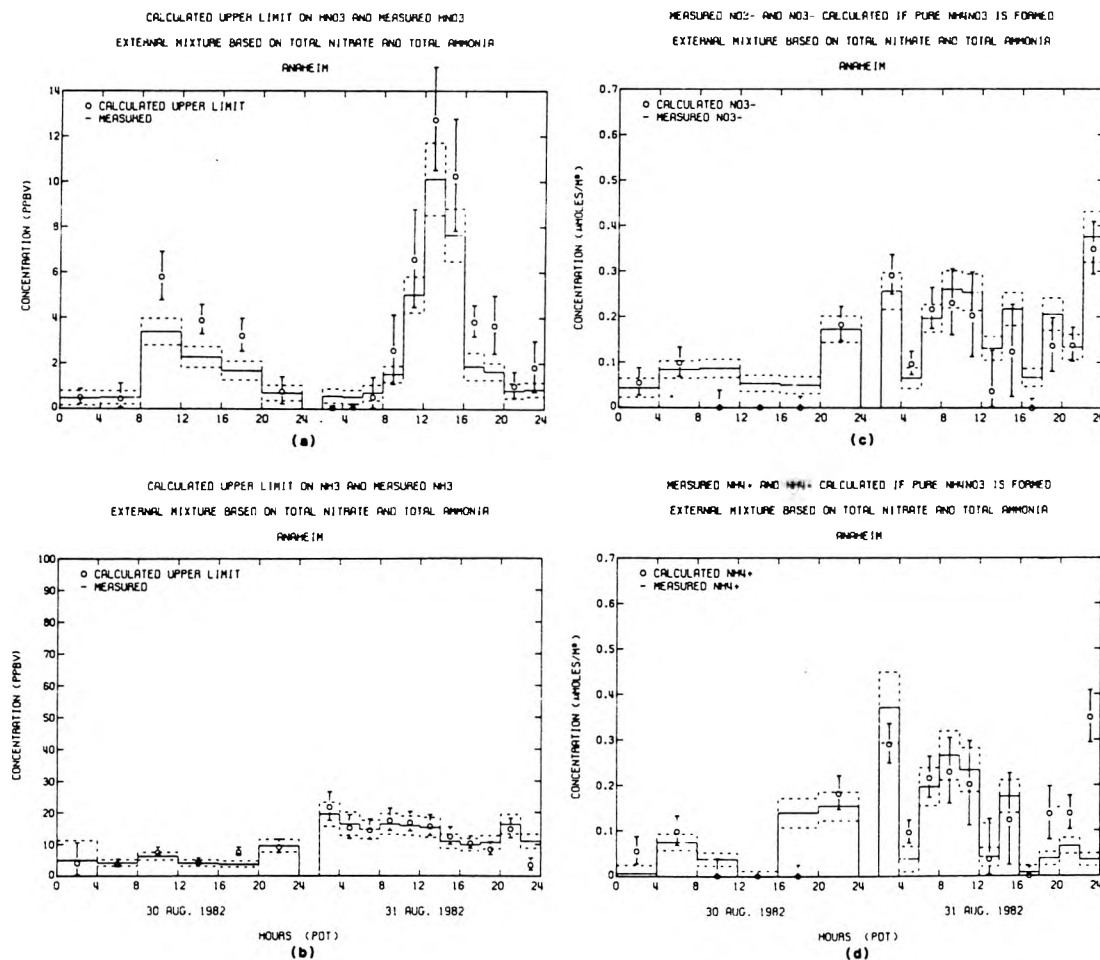 CALCULATED UPPER LIMIT ON HNO3 AND MEASURED HNO3
EXTERNAL MIXTURE BASED ON TOTAL NITRATE AND TOTAL AMMONIA
ANAHEIM
14
12
10
8
6
4
2
0
CONCENTRATION (PPBV)
o CALCULATED UPPER LIMIT
- MEASURED
0 4 8 12 16 20 24 4 8 12 16 20 24
(a)
MEASURED NO3- AND NO3- CALCULATED IF PURE NH4NO3 IS FORMED
EXTERNAL MIXTURE BASED ON TOTAL NITRATE AND TOTAL AMMONIA
ANAHEIM
0.7
0.6
0.5
0.4
0.3
0.2
0.1
0
CONCENTRATION (µMOLES/M³)
o CALCULATED NO3-
- MEASURED NO3-
0 4 8 12 16 20 24 4 8 12 16 20 24
(c)
CALCULATED UPPER LIMIT ON NH3 AND MEASURED NH3
EXTERNAL MIXTURE BASED ON TOTAL NITRATE AND TOTAL AMMONIA
ANAHEIM
100
90
80
70
60
50
40
30
20
10
0
CONCENTRATION (PPBV)
o CALCULATED UPPER LIMIT
- MEASURED
0 4 8 12 16 20 24 4 8 12 16 20 24
30 AUG. 1982 31 AUG. 1982
HOURS (PDT)
(b)
MEASURED NH4+ AND NH4+ CALCULATED IF PURE NH4NO3 IS FORMED
EXTERNAL MIXTURE BASED ON TOTAL NITRATE AND TOTAL AMMONIA
ANAHEIM
0.7
0.6
0.5
0.4
0.3
0.2
0.1
0
CONCENTRATION (µMOLES/M³)
o CALCULATED NH4+
- MEASURED NH4+
0 4 8 12 16 20 24 4 8 12 16 20 24
30 AUG. 1982 31 AUG. 1982
HOURS (PDT)
(d)